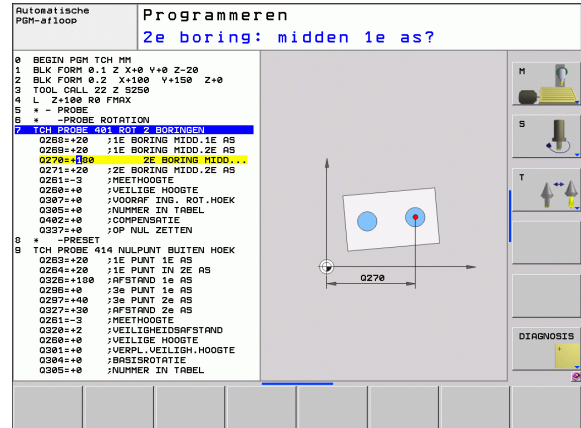 Automatische
PGM-afloop
Programmeren
2e boring: midden 1e as?
0 BEGIN PGM TCH MM
1 BLK FORM 0.1 Z X+0 Y+0 Z-20
2 BLK FORM 0.2 X+100 Y+150 Z+0
3 TOOL CALL 22 Z S250
4 L Z+100 R0 FMAX
5 * - PROBE
6 * -PROBE ROTATION
7 TCH PROBE 401 ROT 2 BORINGEN
Q268=+20 ;1E BORING MIDD.1E AS
Q269=+20 ;1E BORING MIDD.2E AS
Q270=+180 2E BORING MIDD...
Q271=+20 ;2E BORING MIDD.2E AS
Q261=-3 ;MEETHOOGTE
Q260=+0 ;VEILIGE HOOGTE
Q307=+0 ;VOORAF ING. ROT.HOEK
Q305=+0 ;NUMMER IN TABEL
Q402=+0 ;COMPENSATIE
Q337=+0 ;OP NUL ZETTEN
8 * -PRESET
9 TCH PROBE 414 NULPUNT BUITEN HOEK
Q263=+20 ;1E PUNT 1E AS
Q264=+20 ;1E PUNT IN 2E AS
Q326=+180 ;AFSTAND 1e AS
Q296=+0 ;3e PUNT 1e AS
Q297=+40 ;3e PUNT 2e AS
Q327=+30 ;AFSTAND 2e AS
Q261=-3 ;MEETHOOGTE
Q320=+2 ;VEILIGHEIDSAFSTAND
Q260=+0 ;VEILIGE HOOGTE
Q301=+0 ;VERPL.VEILIGH.HOOGTE
Q304=+0 ;BASISROTATIE
Q305=+0 ;NUMMER IN TABEL
Q270
M
S
T
DIAGNOSIS